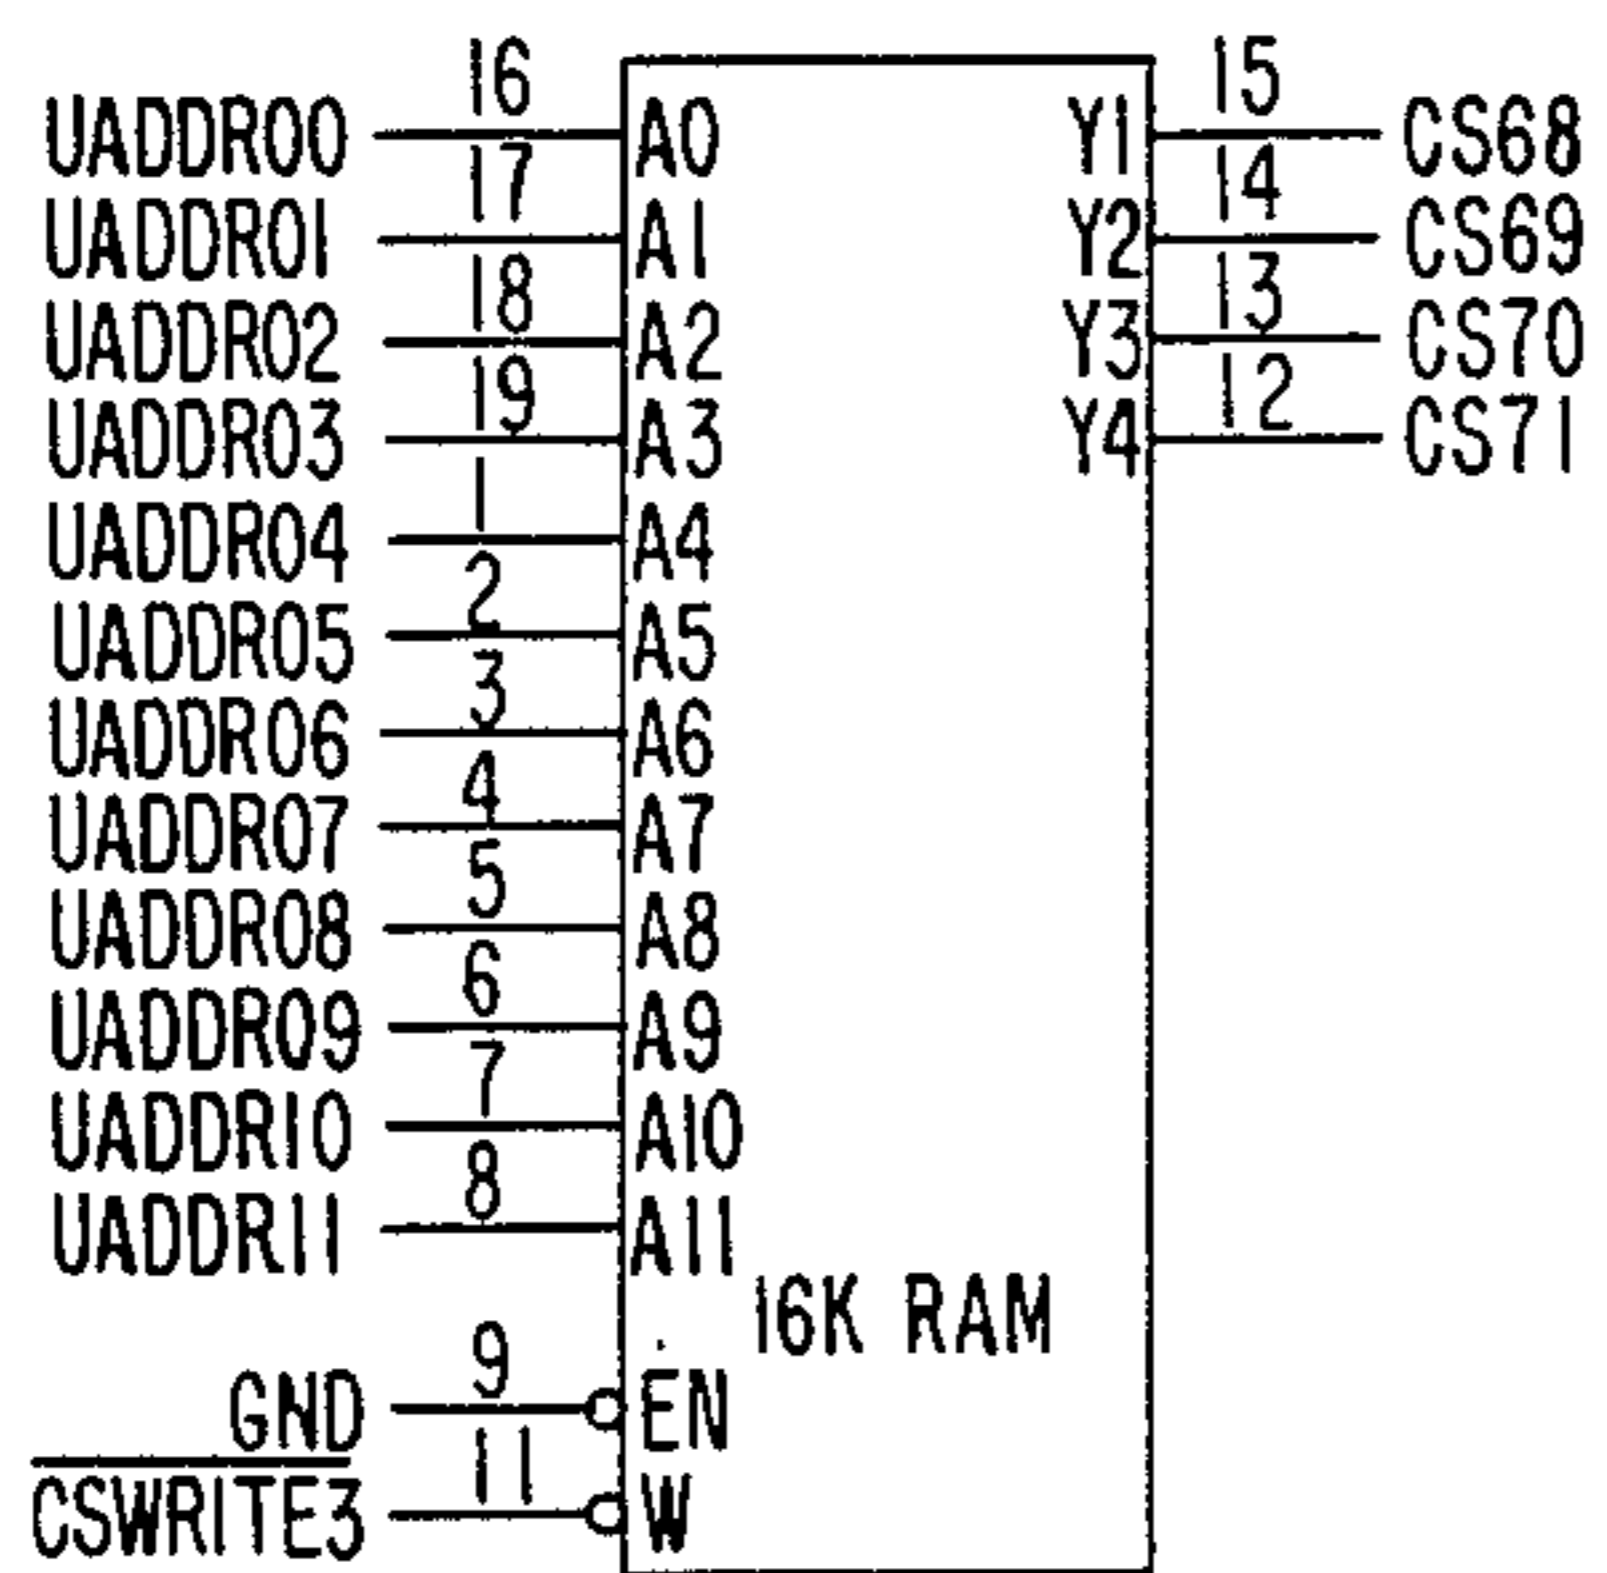 16 15
UADDR00 A0 Y1 CS68
17 14
UADDR01 A1 Y2 CS69
18 13
UADDR02 A2 Y3 CS70
19 12
UADDR03 A3 Y4 CS71
1
UADDR04 A4
2
UADDR05 A5
3
UADDR06 A6
4
UADDR07 A7
5
UADDR08 A8
6
UADDR09 A9
7
UADDR10 A10
8
UADDR11 A11
16K RAM
9
GND EN
11
CSWRITE3 W